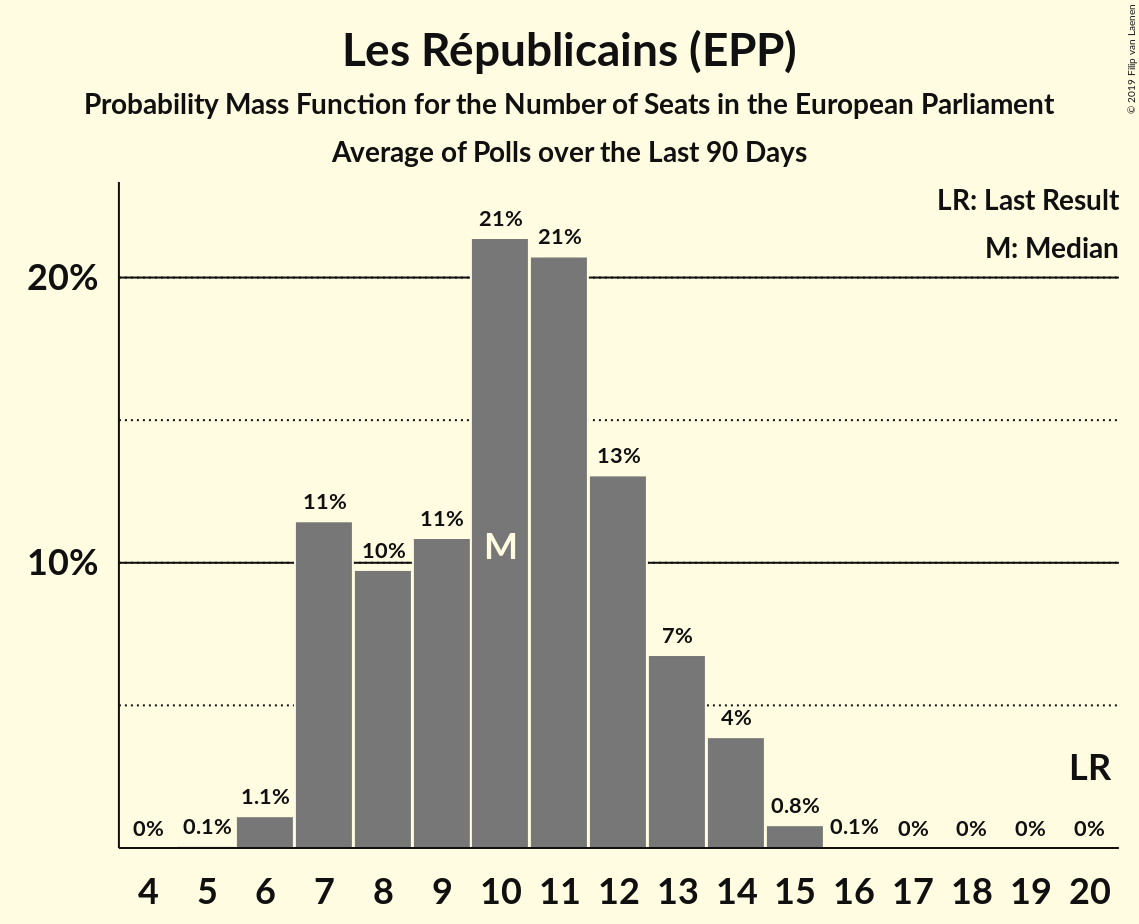 Les Républicains (EPP)
Probability Mass Function for the Number of Seats in the European Parliament
Average of Polls over the Last 90 Days
© 2019 Filip van Laenen
LR: Last Result
M: Median
20%
10%
0% 0.1% 1.1% 11% 10% 11% 21% 21% 13% 7% 4% 0.8% 0.1% 0% 0% 0% 0%
M
LR
4 5 6 7 8 9 10 11 12 13 14 15 16 17 18 19 20